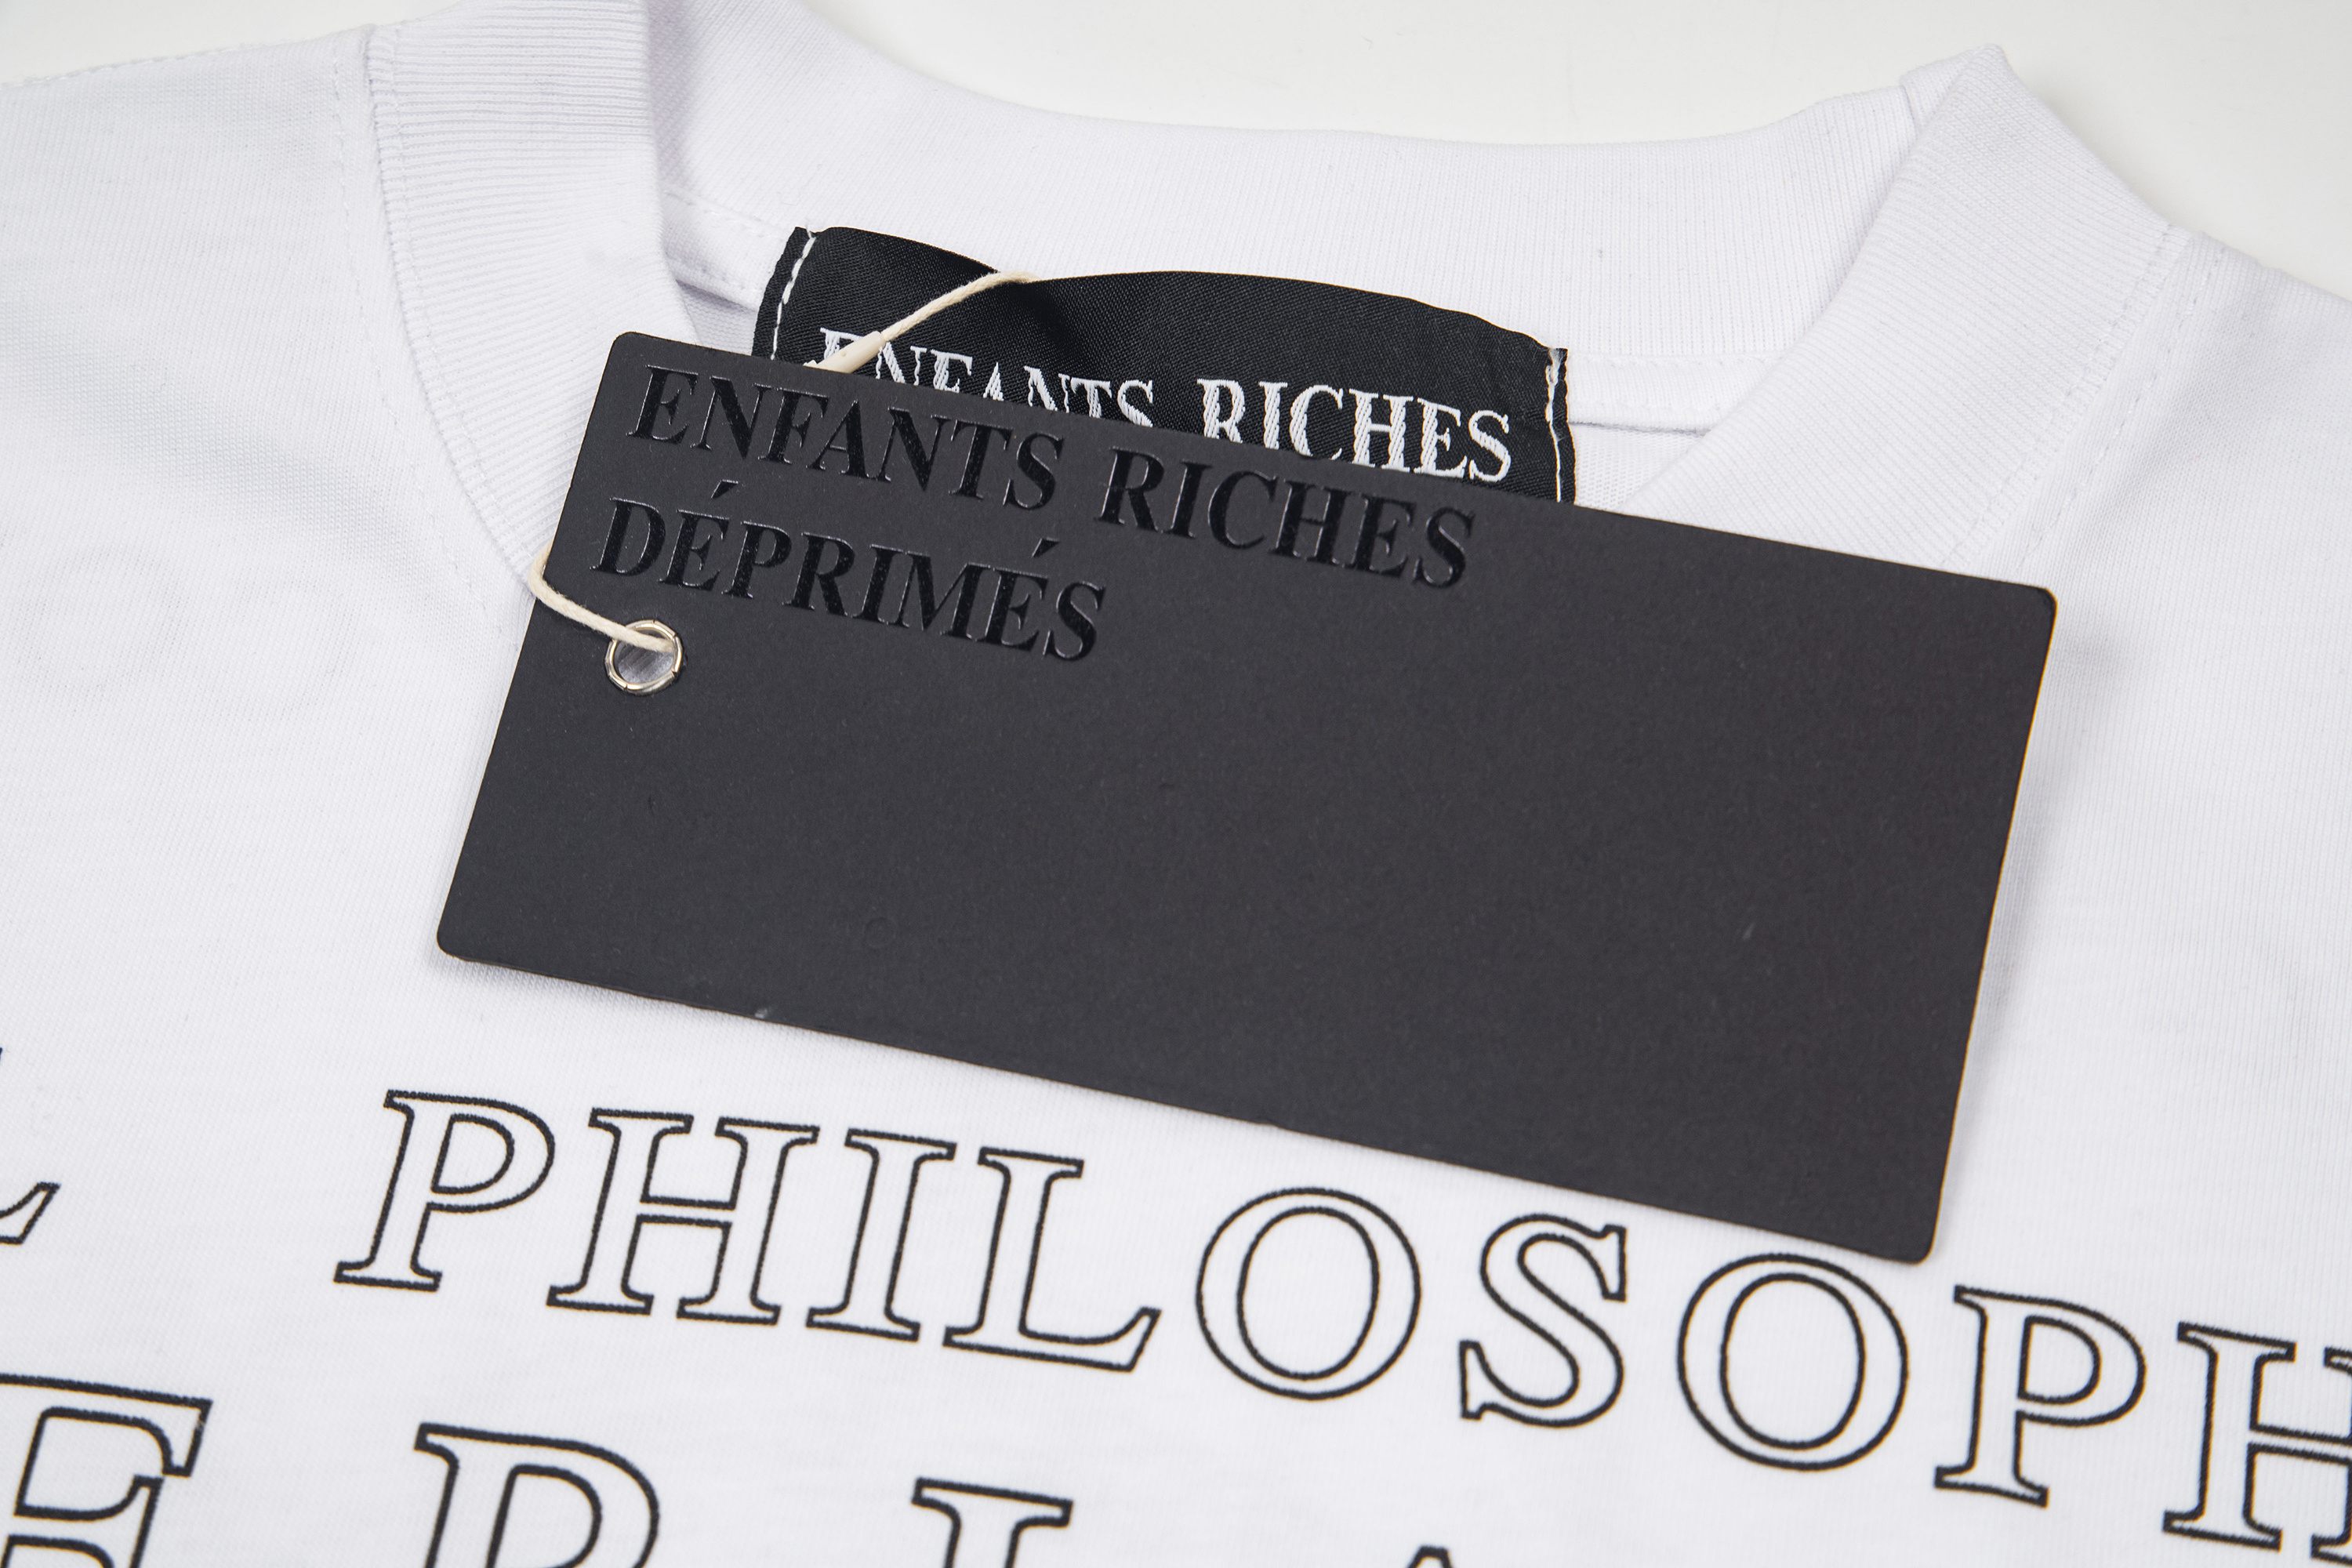 ENFANTS RICHES
ENFANTS RICHES
DÉPRIMÉS
PHILOSOPH